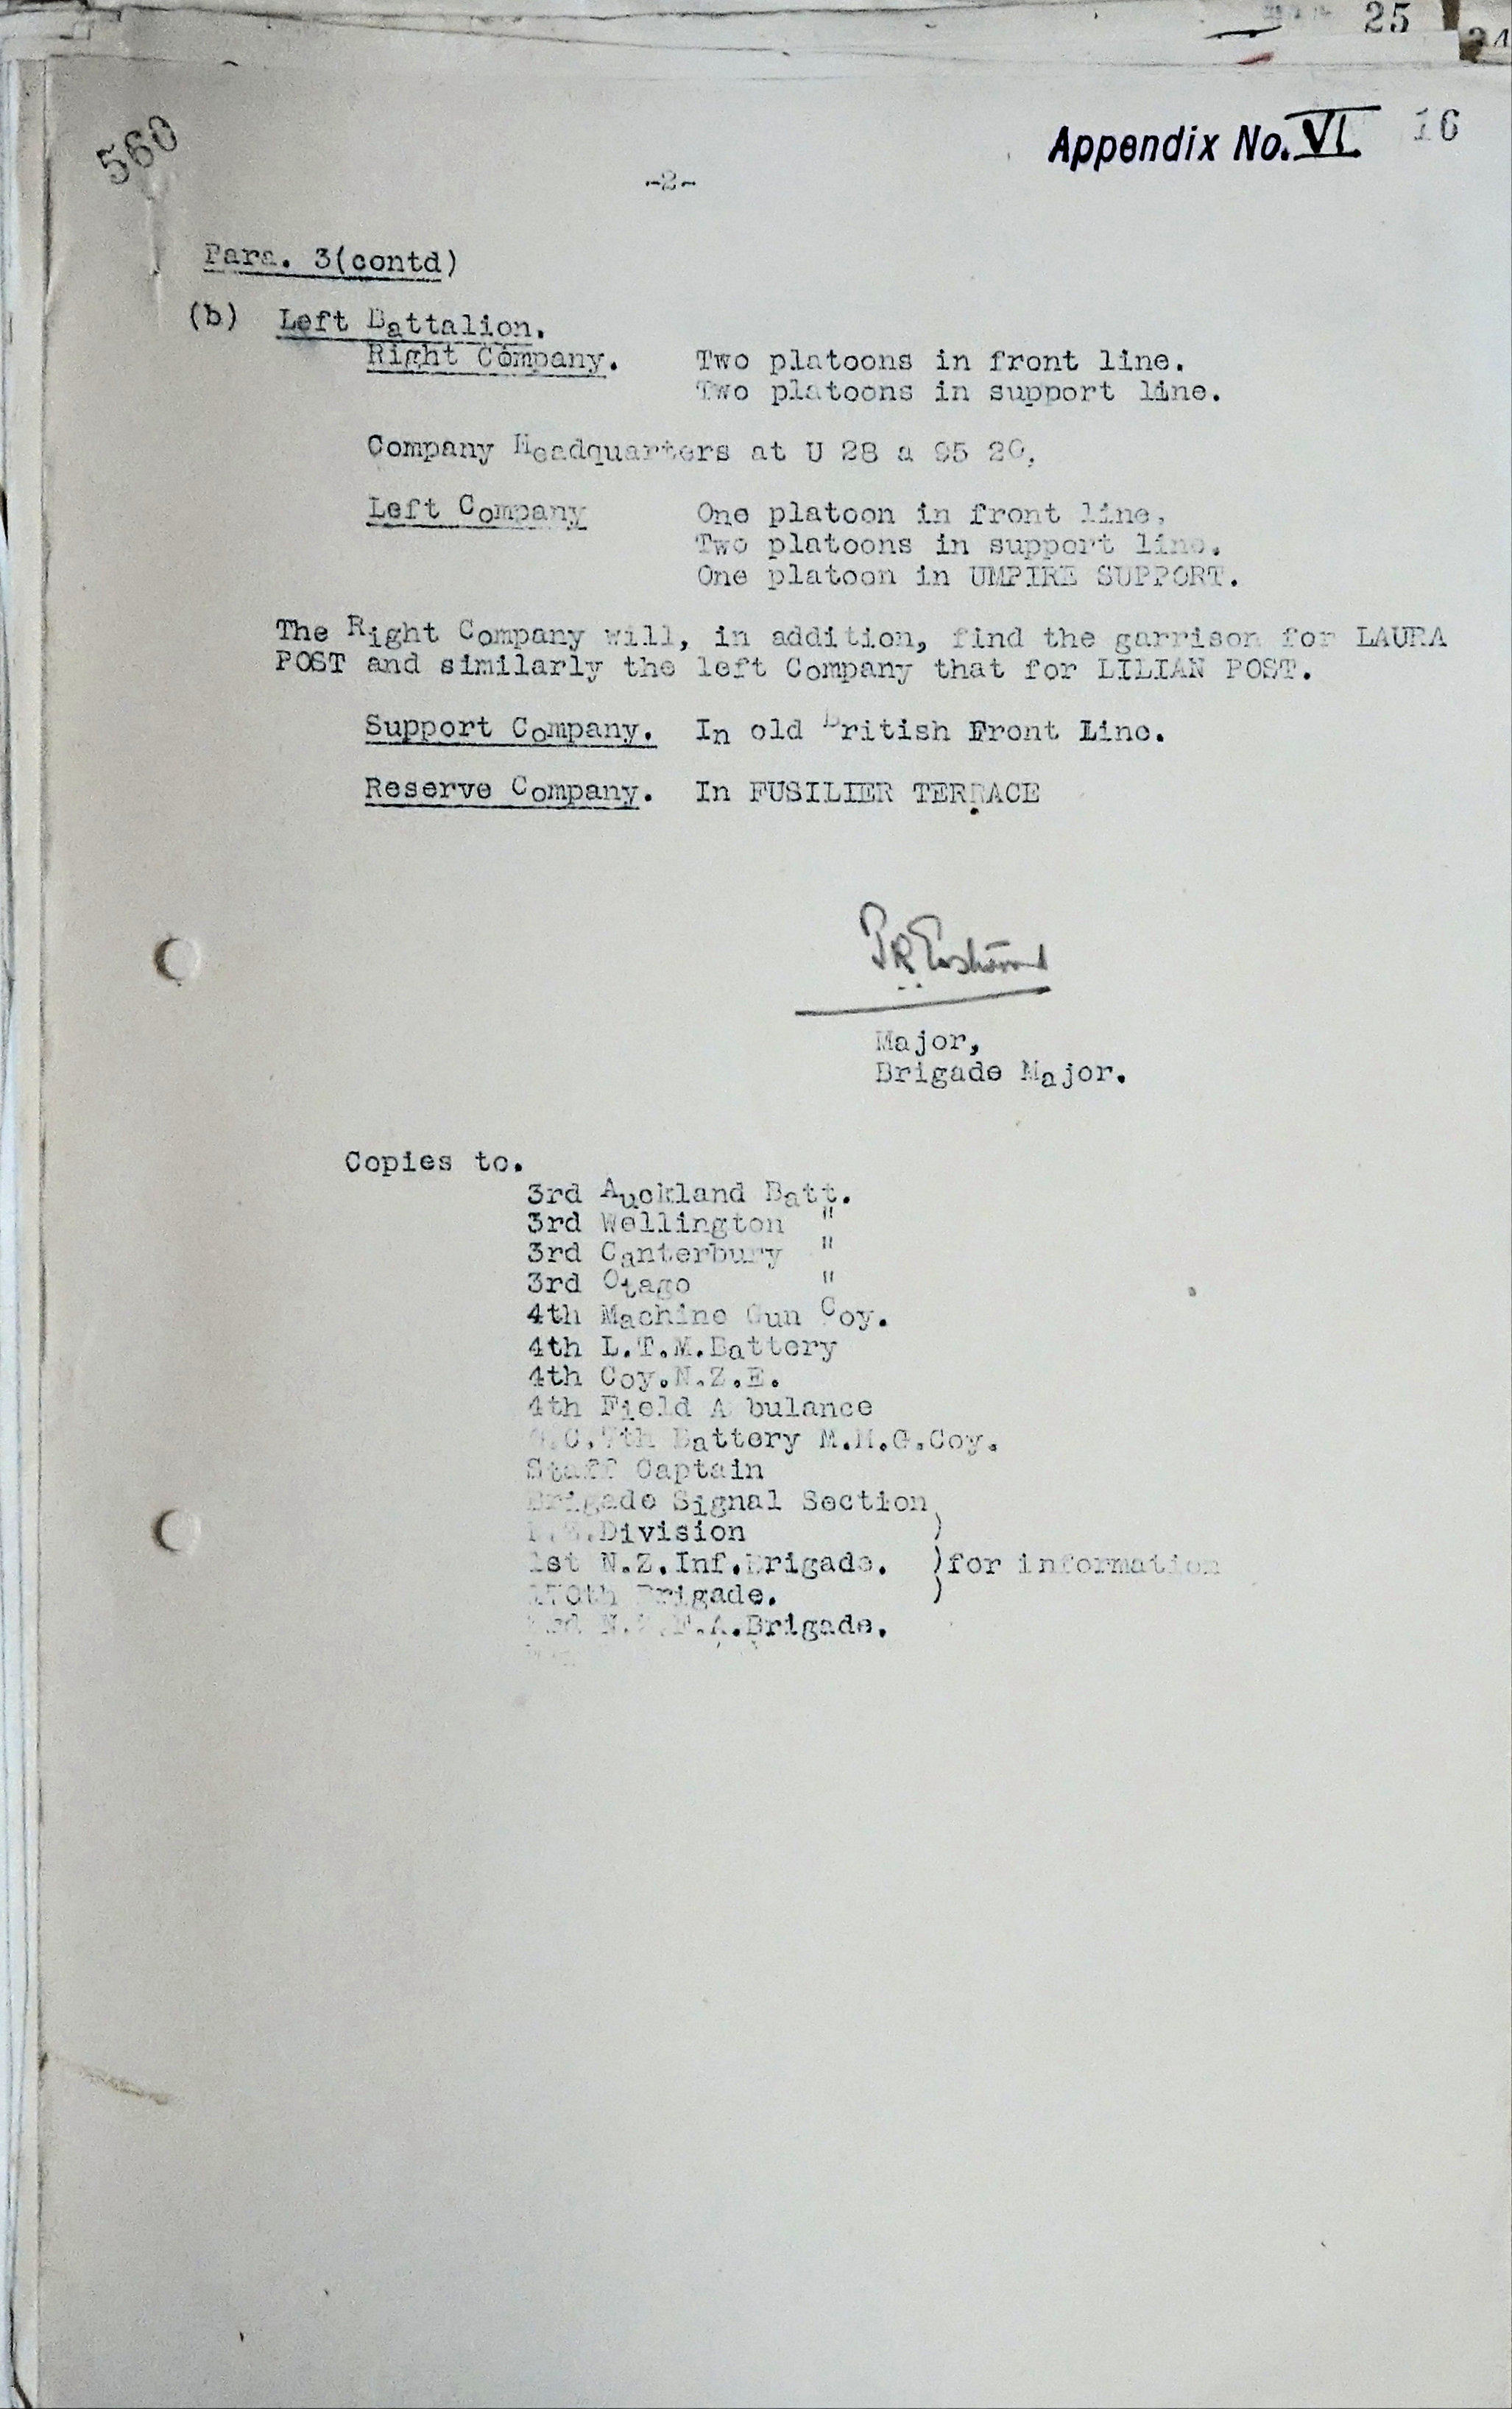 25
24
560
Appendix No. VI. 16
-2-
Para. 3(contd)
(b) Left Battalion.
Right Company. Two platoons in front line.
Two platoons in support line.
Company Headquarters at U 28 a 95 20.
Left Company One platoon in front line.
Two platoons in support line.
One platoon in UMPIRE SUPPORT.
The Right Company will, in addition, find the garrison for LAURA
POST and similarly the left Company that for LILIAN POST.
Support Company. In old British Front Line.
Reserve Company. In FUSILIER TERRACE.
Major,
Brigade Major.
Copies to.
3rd Auckland Batt.
3rd Wellington "
3rd Canterbury "
3rd Otago "
4th Machine Gun Coy.
4th L.T.M.Battery
4th Coy.N.Z.E.
4th Field A bulance
O.C.7th Battery M.M.G.Coy.
Staff Captain
Brigade Signal Section
N.Z.Division )
1st N.Z.Inf.Brigade. )for information
170th Brigade. )
3rd N.Z.F.A.Brigade.